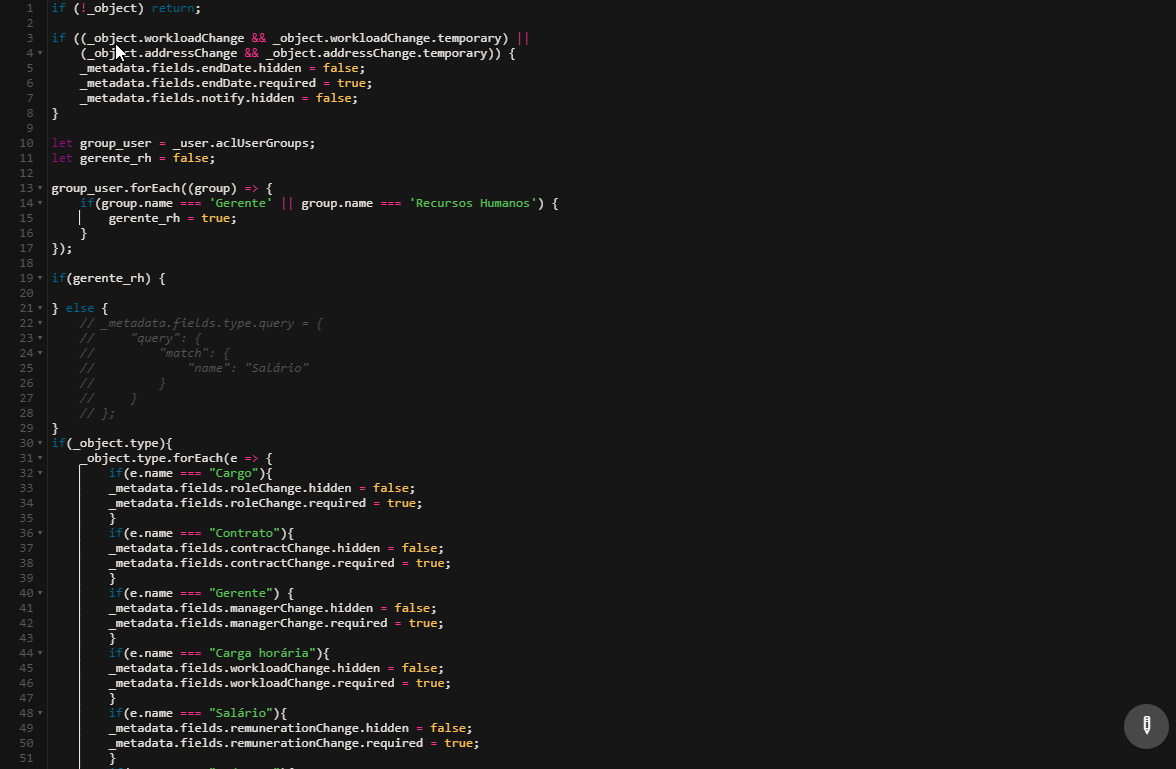 1 if (!_object) return;
2
3 if ((_object.workloadChange && _object.workloadChange.temporary) ||
4 (_object.addressChange && _object.addressChange.temporary)) {
5 _metadata.fields.endDate.hidden = false;
6 _metadata.fields.endDate.required = true;
7 _metadata.fields.notify.hidden = false;
8 }
9
10 let group_user = _user.aclUserGroups;
11 let gerente_rh = false;
12
13 group_user.forEach((group) => {
14 if(group.name === 'Gerente' || group.name === 'Recursos Humanos') {
15 gerente_rh = true;
16 }
17 });
18
19 if(gerente_rh) {
20
21 } else {
22 // _metadata.fields.type.query = {
23 // "query": {
24 // "match": {
25 // "name": "Salário"
26 // }
27 // }
28 // };
29 }
30 if(_object.type){
31 _object.type.forEach(e => {
32 if(e.name === "Cargo"){
33 _metadata.fields.roleChange.hidden = false;
34 _metadata.fields.roleChange.required = true;
35 }
36 if(e.name === "Contrato"){
37 _metadata.fields.contractChange.hidden = false;
38 _metadata.fields.contractChange.required = true;
39 }
40 if(e.name === "Gerente") {
41 _metadata.fields.managerChange.hidden = false;
42 _metadata.fields.managerChange.required = true;
43 }
44 if(e.name === "Carga horária"){
45 _metadata.fields.workloadChange.hidden = false;
46 _metadata.fields.workloadChange.required = true;
47 }
48 if(e.name === "Salário"){
49 _metadata.fields.remunerationChange.hidden = false;
50 _metadata.fields.remunerationChange.required = true;
51 }